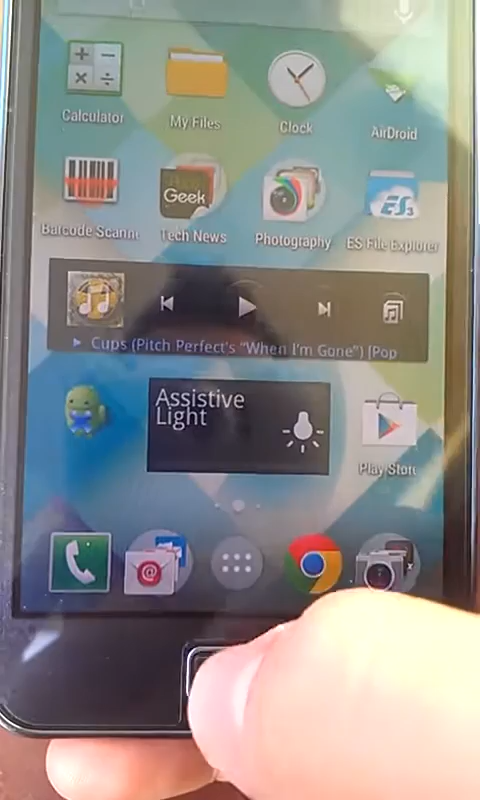 Calculator
My Files
Clock
AirDroid
Geek
ES3
Barcode Scanne
Tech News
Photography
ES File Explorer
Cups (Pitch Perfect's "When I'm Gone") [Pop
Assistive
Light
Play Store
@